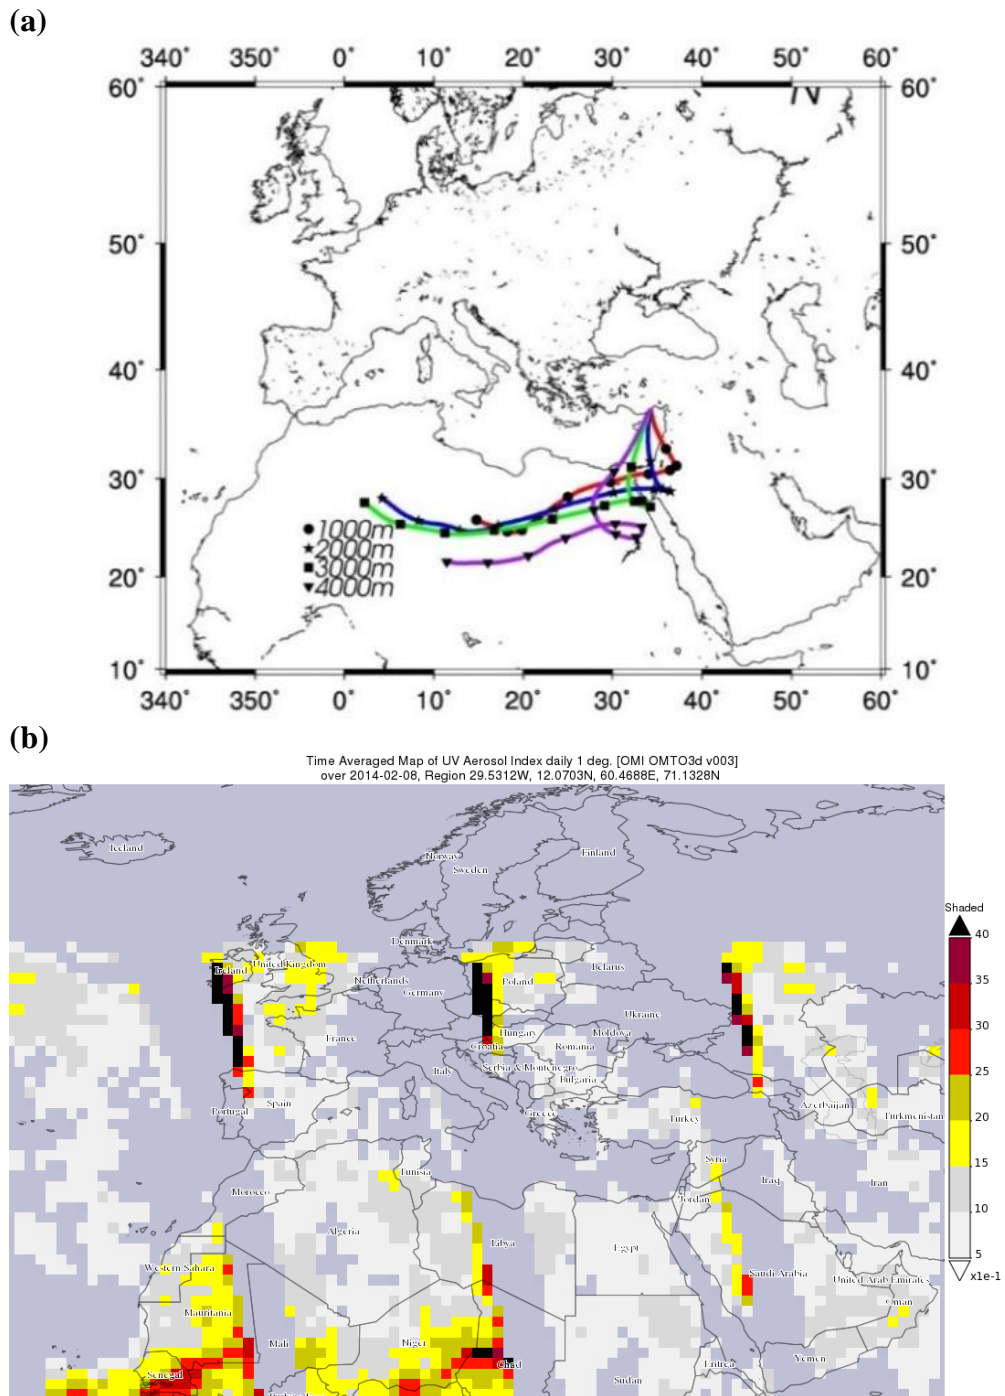 (a)
340° 350° 0° 10° 20° 30° 40° 50° 60°
60° 60°
N
50° 50°
40° 40°
30° 30°
1000m
2000m
3000m
4000m
20° 20°
10° 10°
340° 350° 0° 10° 20° 30° 40° 50° 60°
(b)
Time Averaged Map of UV Aerosol Index daily 1 deg. [OMI OMTO3d v003]
over 2014-02-08, Region 29.5312W, 12.0703N, 60.4688E, 71.1328N
Iceland
Norway
Finland
Sweden
Shaded
40
Denmark
United Kingdom
Ireland
Belarus
Netherlands
Poland
35
Germany
Ukraine
30
Hungary
Moldova
France
Croatia
Romania
25
Italy
Serbia & Montenegro
Bulgaria
Spain
Azerbaijan
Portugal
Greece
Turkey
Turkmenistan
20
Syria
15
Tunisia
Iraq
Iran
Morocco
Jordan
10
Algeria
Libya
Egypt
5
Western Sahara
Saudi Arabia
United Arab Emirates
x1e-1
Oman
Mauritania
Mali
Niger
Yemen
Chad
Eritrea
Senegal
Sudan